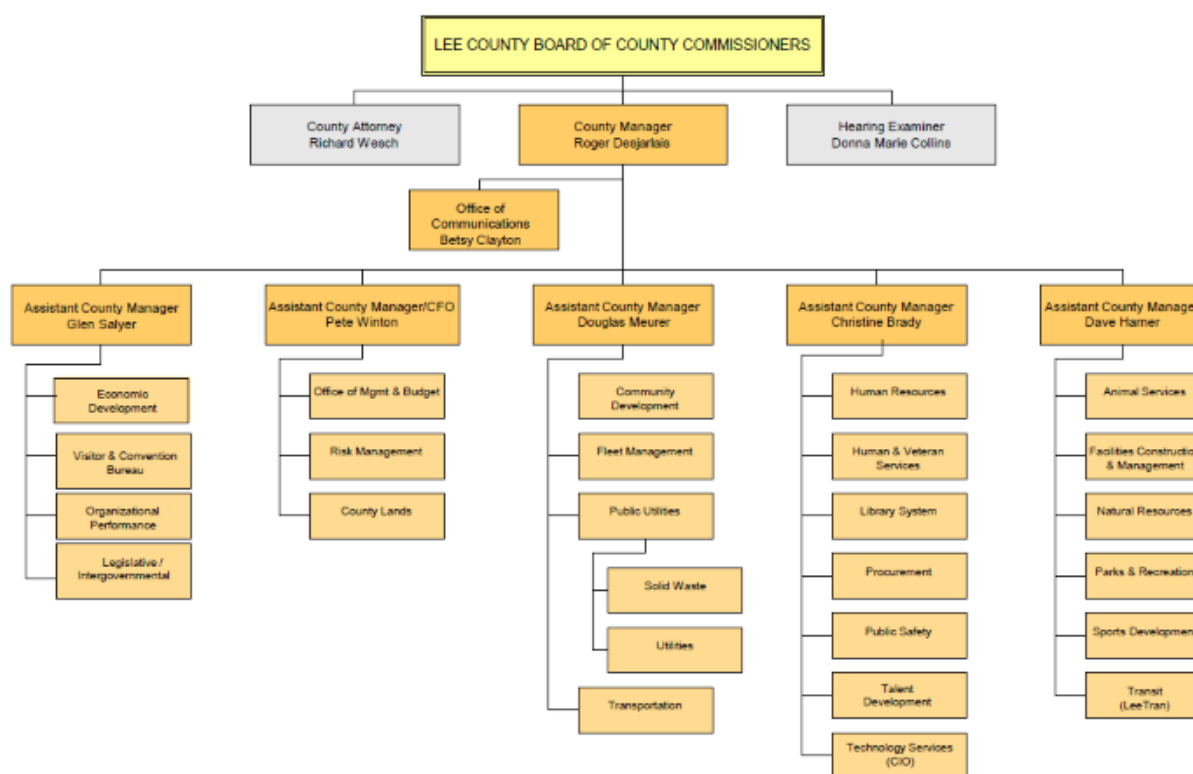 LEE COUNTY BOARD OF COUNTY COMMISSIONERS
County Attorney
Richard Wesch
County Manager
Roger Desjarlais
Hearing Examiner
Donna Marie Collins
Office of
Communications
Betsy Clayton
Assistant County Manager
Glen Salyer
Economic
Development
Visitor & Convention
Bureau
Organizational
Performance
Legislative /
Intergovernmental
Assistant County Manager/CFO
Pete Winton
Office of Mgmt & Budget
Risk Management
County Lands
Assistant County Manager
Douglas Meurer
Community
Development
Fleet Management
Public Utilities
Solid Waste
Utilities
Transportation
Assistant County Manager
Christine Brady
Human Resources
Human & Veteran
Services
Library System
Procurement
Public Safety
Talent
Development
Technology Services
(CIO)
Assistant County Manage
Dave Harner
Animal Services
Facilities Constructio
& Management
Natural Resources
Parks & Recreation
Sports Developmen
Transit
(LeeTran)